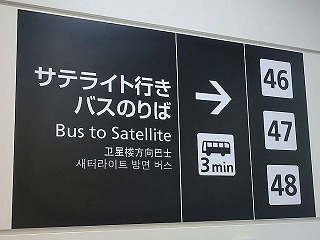 サテライト行き
バスのりば
Bus to Satellite
卫星楼方向巴士
새터라이트 방면 버스
→
3 min
46
47
48